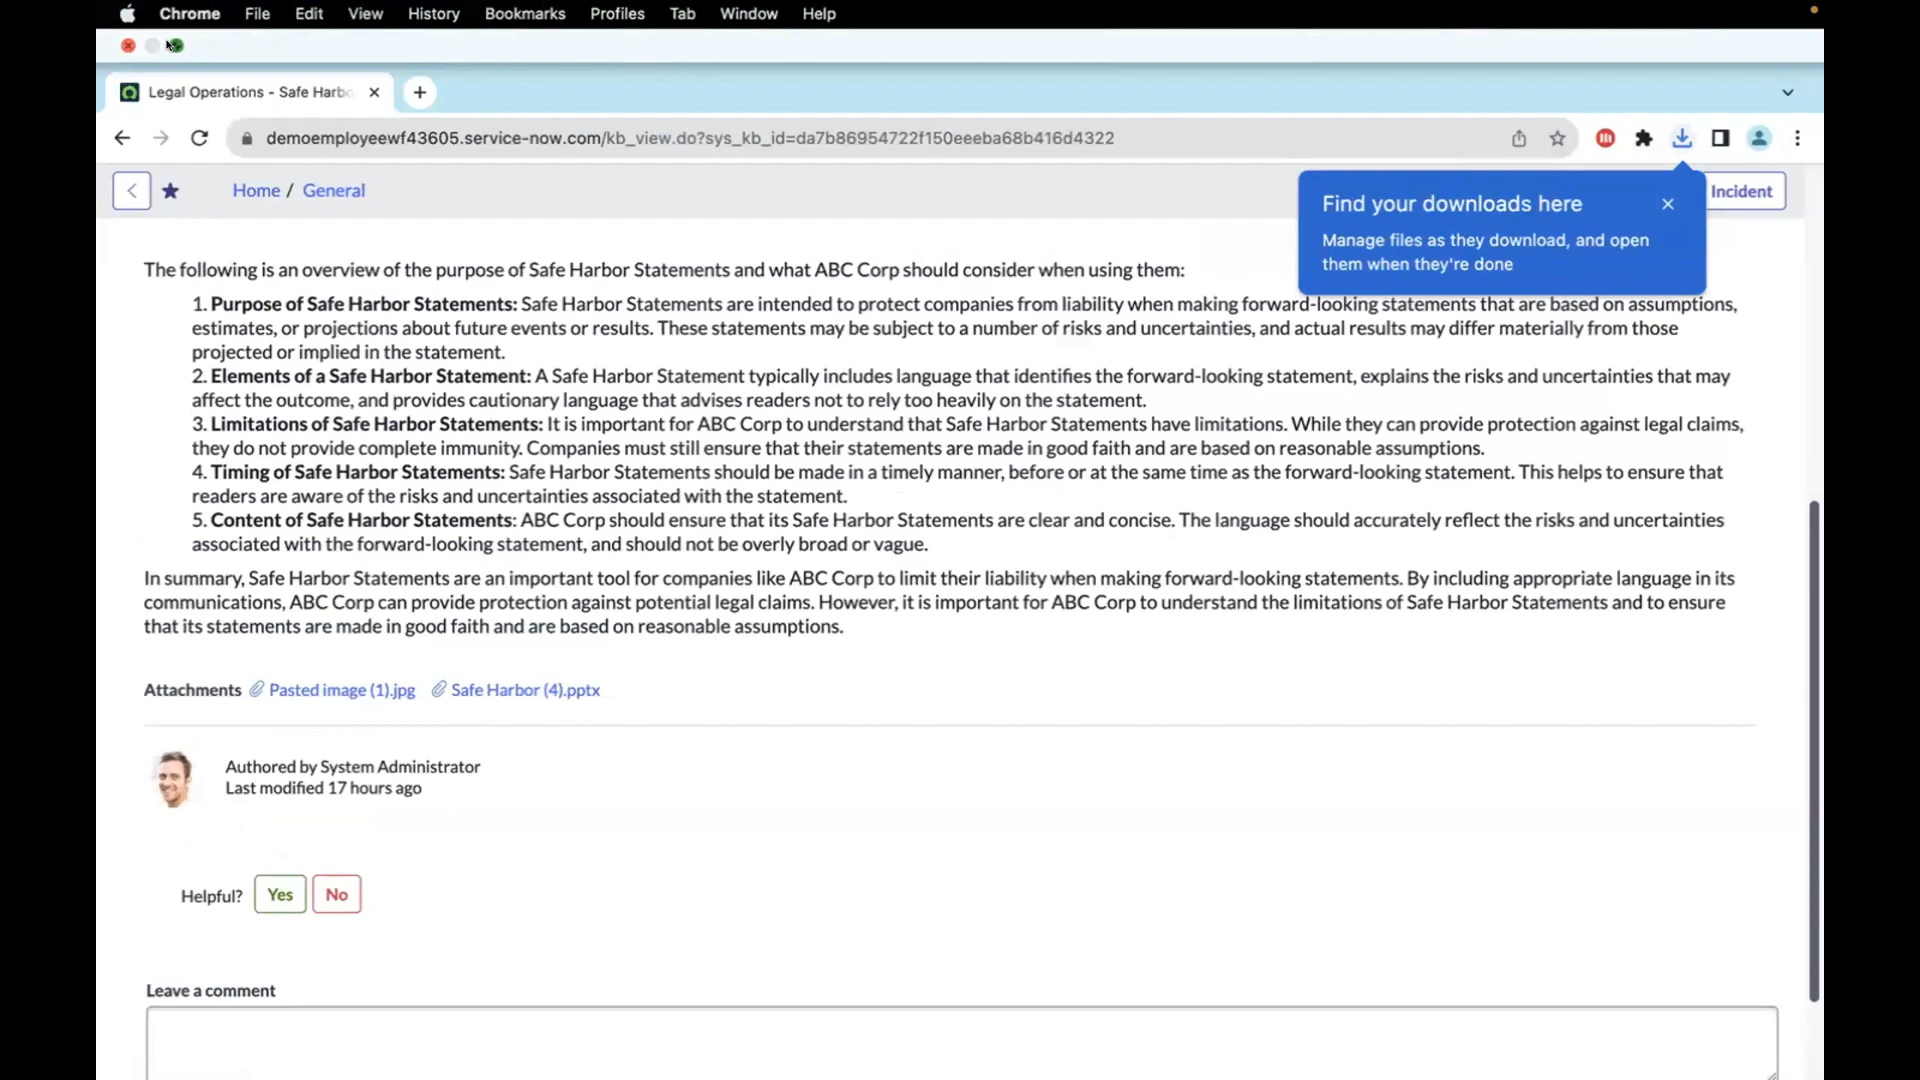 Chrome File Edit View History Bookmarks Profiles Tab Window Help
Legal Operations - Safe Harbo
demoemployeewf43605.service-now.com/kb_view.do?sys_kb_id=da7b86954722f150eeeba68b416d4322
Home / General
Incident
Find your downloads here
Manage files as they download, and open
them when they're done
The following is an overview of the purpose of Safe Harbor Statements and what ABC Corp should consider when using them:
1. Purpose of Safe Harbor Statements: Safe Harbor Statements are intended to protect companies from liability when making forward-looking statements that are based on assumptions,
estimates, or projections about future events or results. These statements may be subject to a number of risks and uncertainties, and actual results may differ materially from those
projected or implied in the statement.
2. Elements of a Safe Harbor Statement: A Safe Harbor Statement typically includes language that identifies the forward-looking statement, explains the risks and uncertainties that may
affect the outcome, and provides cautionary language that advises readers not to rely too heavily on the statement.
3. Limitations of Safe Harbor Statements: It is important for ABC Corp to understand that Safe Harbor Statements have limitations. While they can provide protection against legal claims,
they do not provide complete immunity. Companies must still ensure that their statements are made in good faith and are based on reasonable assumptions.
4. Timing of Safe Harbor Statements: Safe Harbor Statements should be made in a timely manner, before or at the same time as the forward-looking statement. This helps to ensure that
readers are aware of the risks and uncertainties associated with the statement.
5. Content of Safe Harbor Statements: ABC Corp should ensure that its Safe Harbor Statements are clear and concise. The language should accurately reflect the risks and uncertainties
associated with the forward-looking statement, and should not be overly broad or vague.
In summary, Safe Harbor Statements are an important tool for companies like ABC Corp to limit their liability when making forward-looking statements. By including appropriate language in its
communications, ABC Corp can provide protection against potential legal claims. However, it is important for ABC Corp to understand the limitations of Safe Harbor Statements and to ensure
that its statements are made in good faith and are based on reasonable assumptions.
Attachments Pasted image (1).jpg Safe Harbor (4).pptx
Authored by System Administrator
Last modified 17 hours ago
Helpful? Yes No
Leave a comment